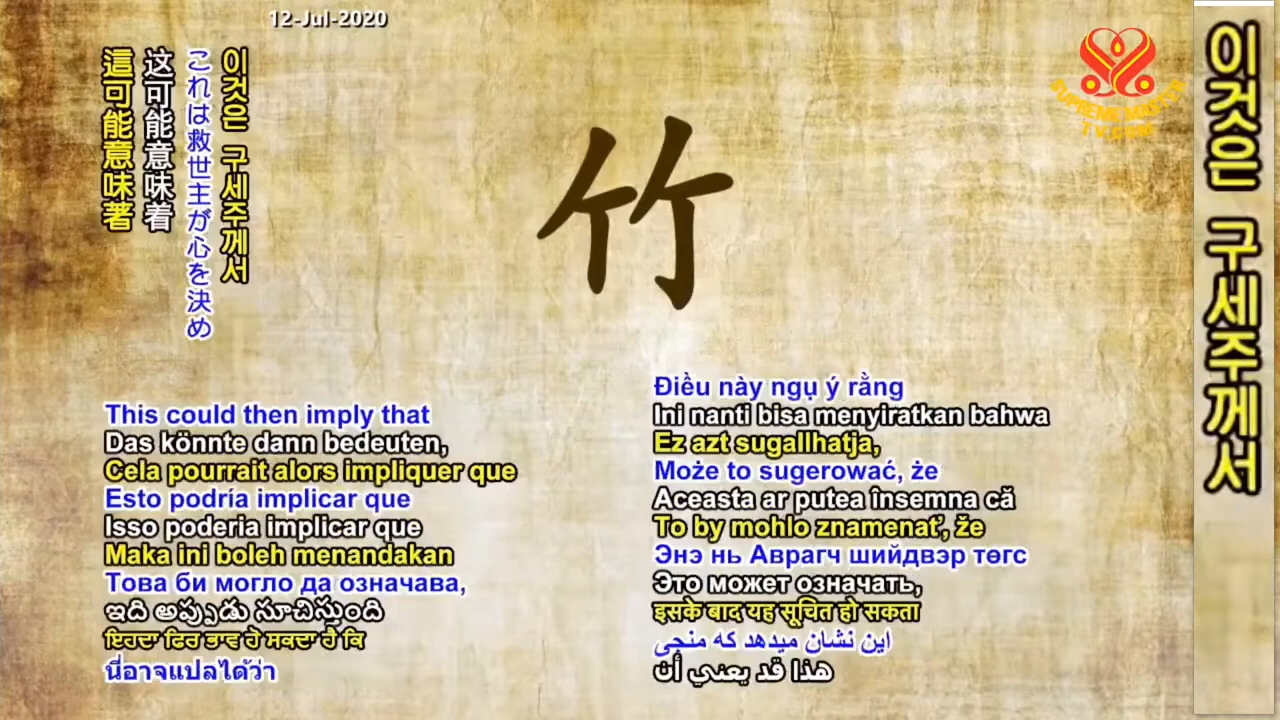 12-Jul-2020
이것은 구세주께서
これは救世主が心を決め
这可能意味着
這可能意味著
竹
SUPREME MASTER
TV.COM
이것은 구세주께서
This could then imply that
Das könnte dann bedeuten,
Cela pourrait alors impliquer que
Esto podría implicar que
Isso poderia implicar que
Maka ini boleh menandakan
Това би могло да означава,
ఇది అప్పుడు సూచిస్తుంది
ਇਹਦਾ ਫਿਰ ਭਾਵ ਹੋ ਸਕਦਾ ਹੈ ਕਿ
นี่อาจแปลได้ว่า
Điều này ngụ ý rằng
Ini nanti bisa menyiratkan bahwa
Ez azt sugallhatja,
Może to sugerować, że
Aceasta ar putea însemna că
To by mohlo znamenať, že
Энэ нь Аврагч шийдвэр төгс
Это может означать,
इसके बाद यह सूचित हो सकता
این نشان میدهد که منجی
هذا قد يعني أن